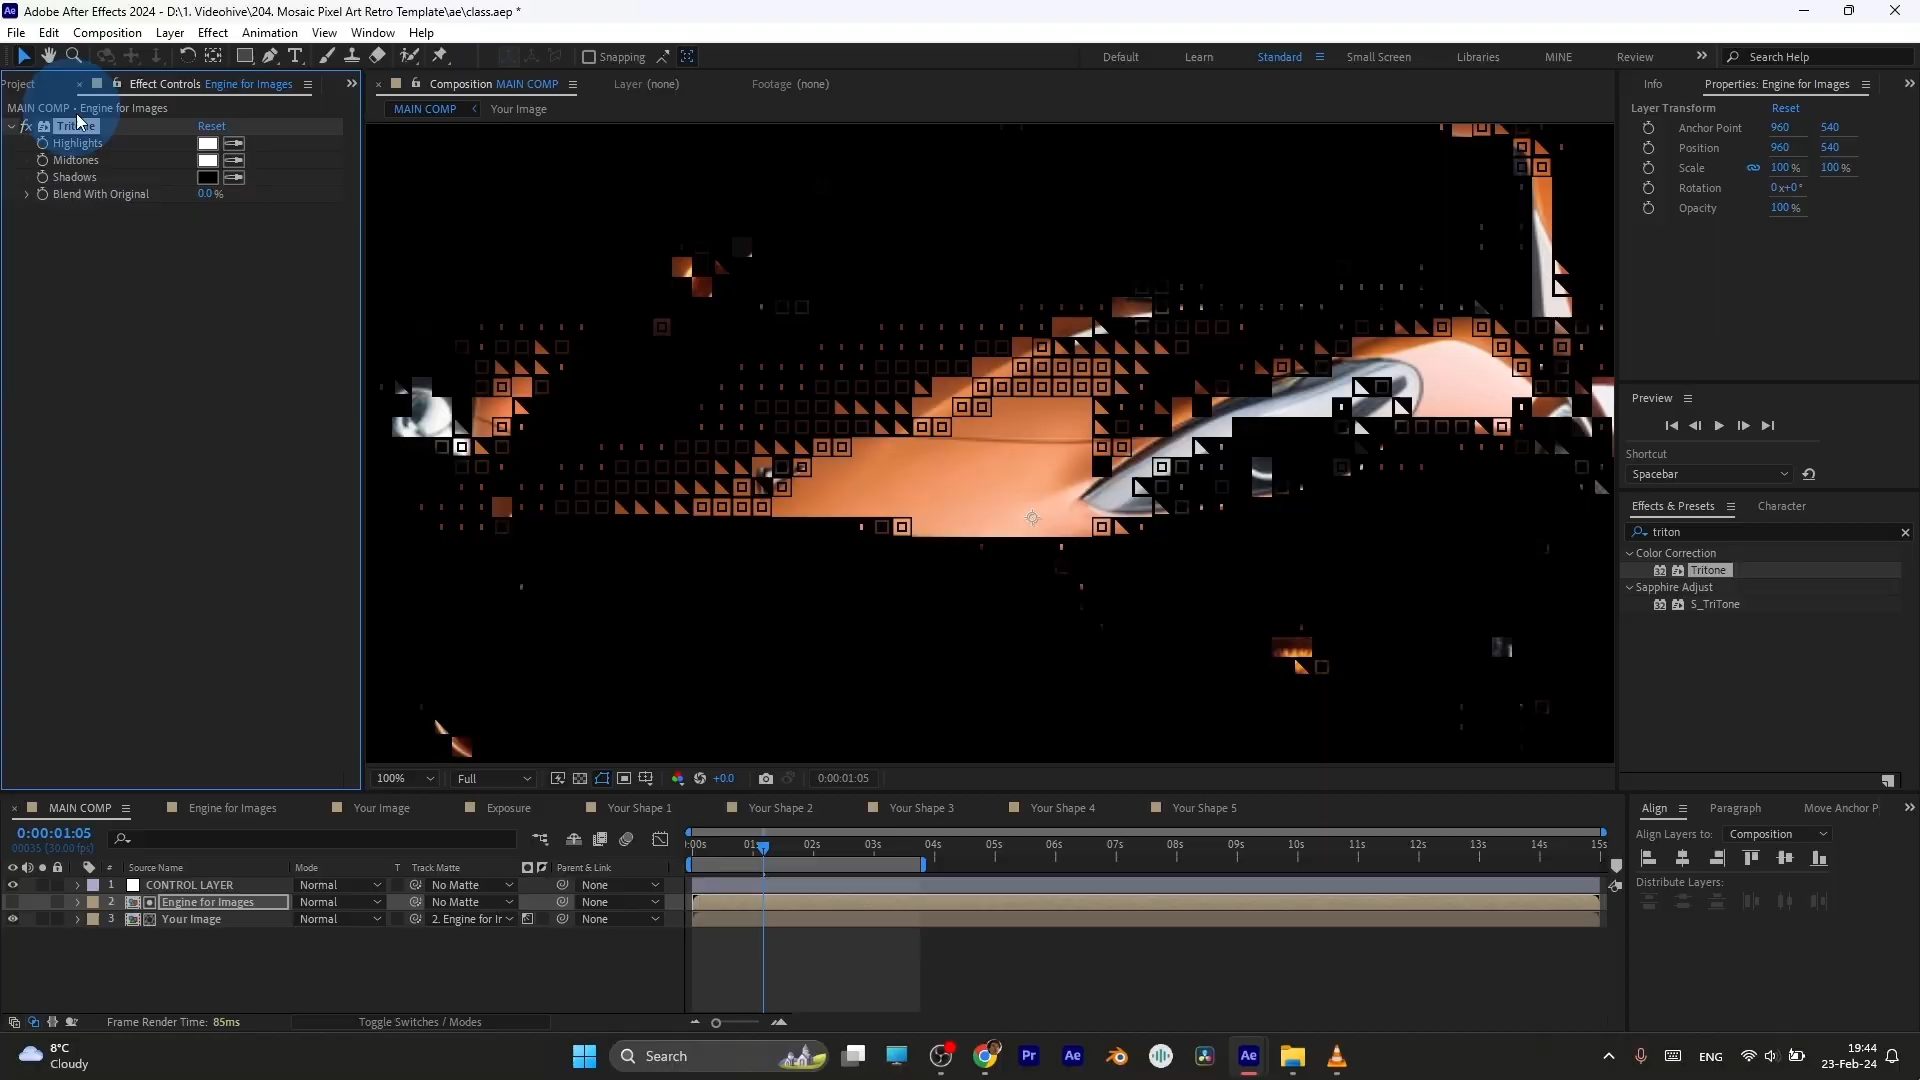 Adobe After Effects 2024 - D:\1. Videohive\204. Mosaic Pixel Art Retro Template\ae\class.aep *
File Edit Composition Layer Effect Animation View Window Help
Snapping Default Learn Standard Small Screen Libraries MINE Review Search Help
Project Effect Controls Engine for Images
Composition MAIN COMP Layer (none) Footage (none)
Info Properties: Engine for Images
MAIN COMP • Engine for Images
MAIN COMP Your Image
Layer Transform Reset
fx Tritone Reset
Highlights
Midtones
Shadows
Blend With Original 0.0 %
Anchor Point 960 540
Position 960 540
Scale 100 % 100 %
Rotation 0x+0°
Opacity 100 %
Preview
Shortcut
Spacebar
Effects & Presets Character
triton
Color Correction
32 Tritone
Sapphire Adjust
32 S_TriTone
100% Full +0.0 0:00:01:05
MAIN COMP Engine for Images Your Image Exposure Your Shape 1 Your Shape 2 Your Shape 3 Your Shape 4 Your Shape 5
Align Paragraph Move Anchor P
0:00:01:05
00035 (30.00 fps)
:00s 01s 02s 03s 04s 05s 06s 07s 08s 09s 10s 11s 12s 13s 14s 15s
Align Layers to: Composition
Distribute Layers:
# Source Name Mode T Track Matte Parent & Link
1 CONTROL LAYER Normal No Matte None
2 Engine for Images Normal No Matte None
3 Your Image Normal 2. Engine for Ir None
Frame Render Time: 85ms Toggle Switches / Modes
8°C
Cloudy
Search
Pr Ae Ae
ENG
19:44
23-Feb-24